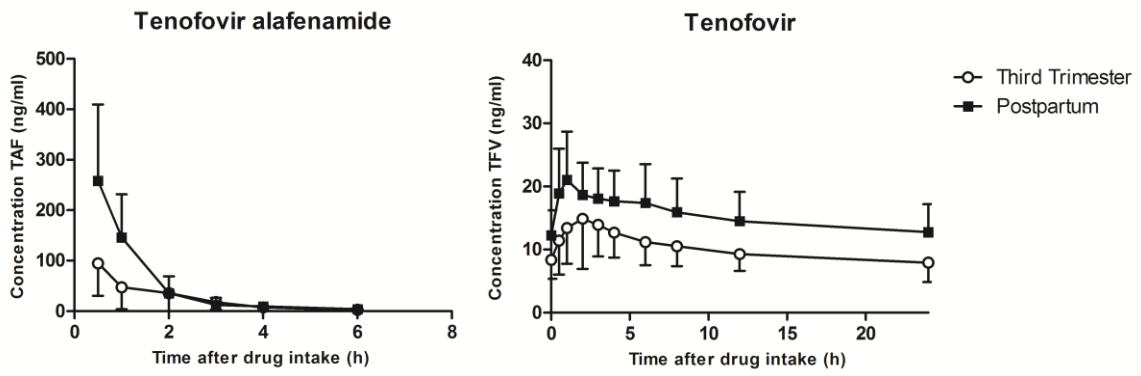 Tenofovir alafenamide
Concentration TAF (ng/ml)
500
400
300
200
100
0
0 2 4 6 8
Time after drug intake (h)
Tenofovir
Concentration TFV (ng/ml)
40
30
20
10
0
0 5 10 15 20
Time after drug intake (h)
Third Trimester
Postpartum